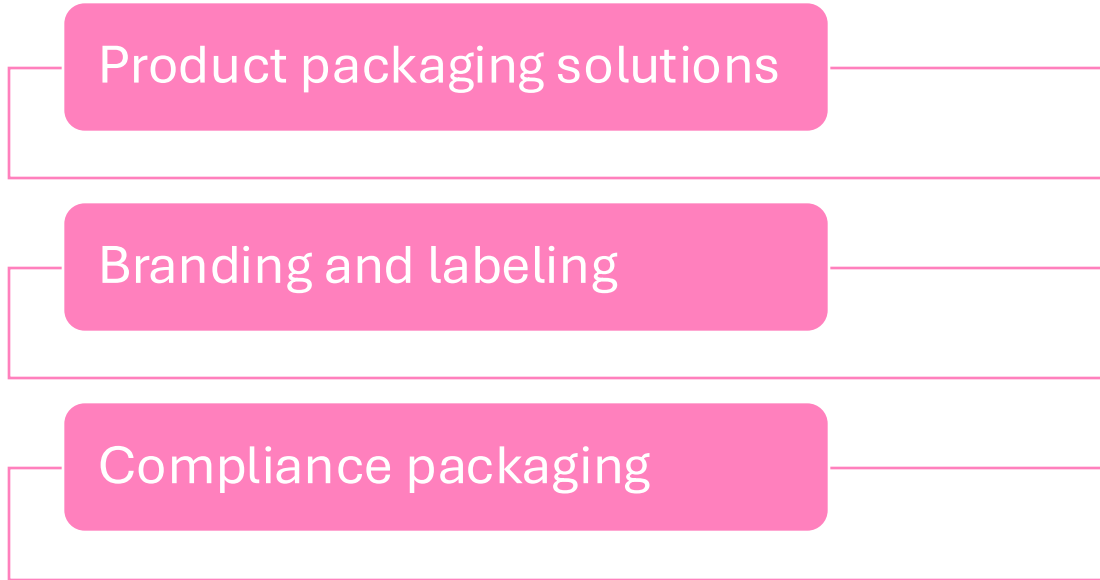 Product packaging solutions
Branding and labeling
Compliance packaging